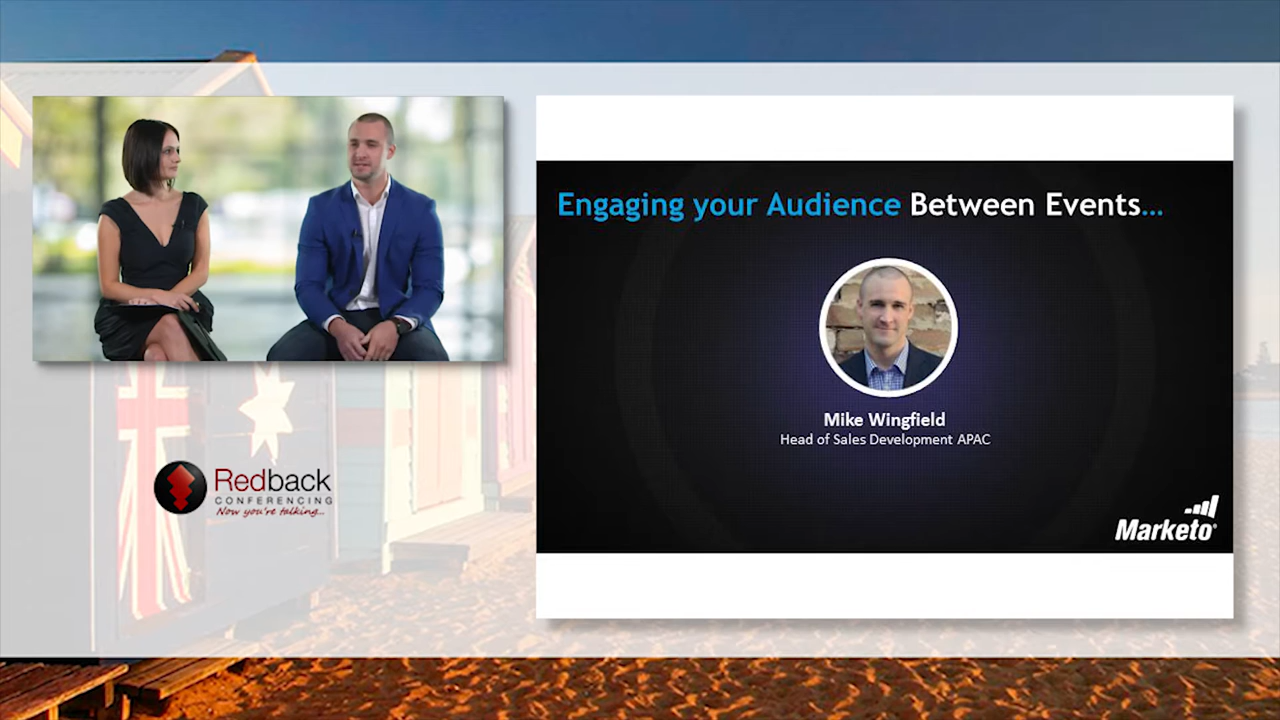 Engaging your Audience Between Events...
Mike Wingfield
Head of Sales Development APAC
Redback
CONFERENCING
Now you're talking...
Marketo®